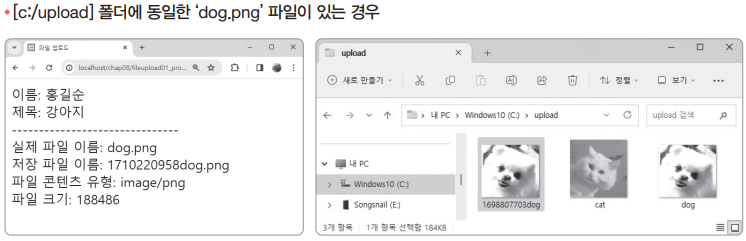 • [c:/upload] 폴더에 동일한 ‘dog.png’ 파일이 있는 경우
파일 업로드
localhost/chap08/fileupload01_pro...
이름: 홍길순
제목: 강아지
--------------------------------
실제 파일 이름: dog.png
저장 파일 이름: 1710220958dog.png
파일 콘텐츠 유형: image/png
파일 크기: 188486
upload
새로 만들기
정렬
보기
내 PC > Windows10 (C:) > upload
upload 검색
내 PC
Windows10 (C:)
Songsnail (E:)
1698807703dog
cat
dog
3개 항목
1개 항목 선택함 184KB